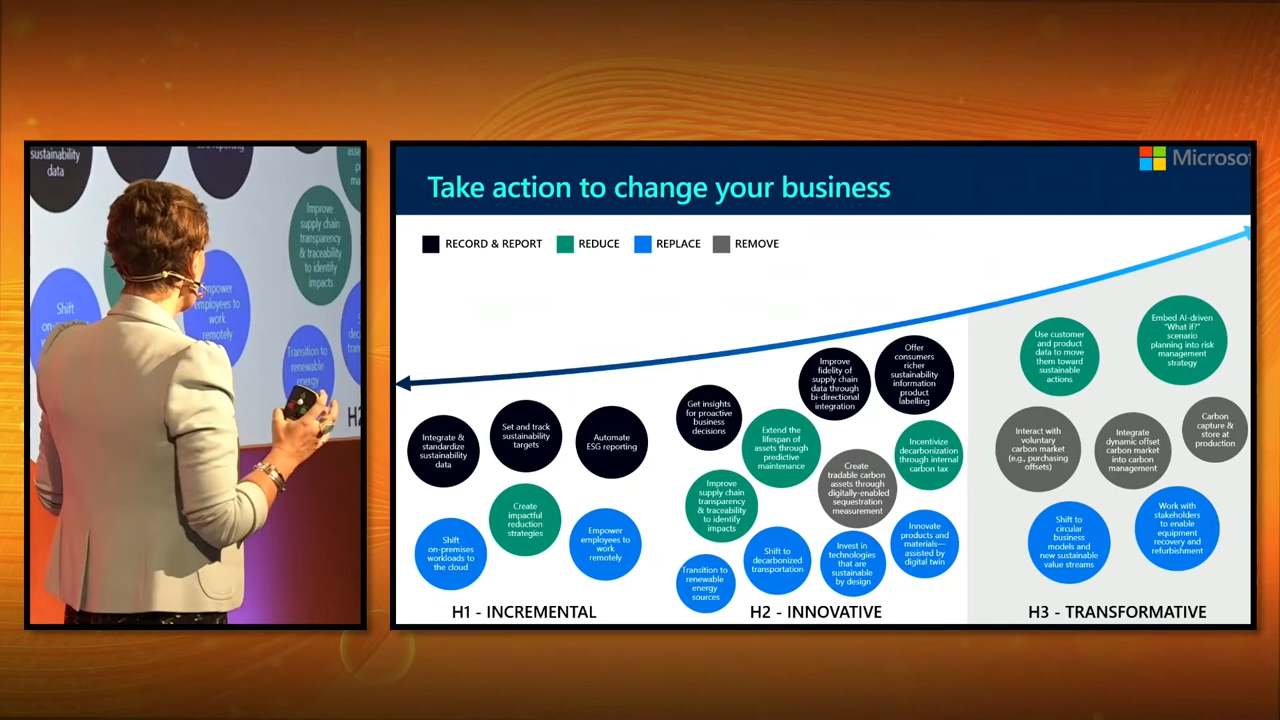 sustainability
data
Improve
supply chain
transparency
& traceability
to identify
impacts
Shift
employees to
work
remotely
Transition to
renewable
energy
Take action to change your business
RECORD & REPORT
REDUCE
REPLACE
REMOVE
Integrate &
standardize
sustainability
data
Set and track
sustainability
targets
Automate
ESG reporting
Create
impactful
reduction
strategies
Shift
on-premises
workloads to
the cloud
Empower
employees to
work
remotely
H1 - INCREMENTAL
Get insights
for proactive
business
decisions
Improve
fidelity of
supply chain
data through
bi-directional
integration
Offer
consumers
richer
sustainability
information
product
labelling
Extend the
lifespan of
assets through
predictive
maintenance
Incentivize
decarbonization
through internal
carbon tax
Create
tradable carbon
assets through
digitally-enabled
sequestration
measurement
Improve
supply chain
transparency
& traceability
to identify
impacts
Transition to
renewable
energy
sources
Shift to
decarbonized
transportation
Invest in
technologies
that are
sustainable
by design
Innovate
products and
materials—
assisted by
digital twin
H2 - INNOVATIVE
Use customer
and product
data to move
them toward
sustainable
actions
Embed AI-driven
"What if?"
scenario
planning into risk
management
strategy
Interact with
voluntary
carbon market
(e.g., purchasing
offsets)
Integrate
dynamic offset
carbon market
into carbon
management
Carbon
capture &
store at
production
Shift to
circular
business
models and
new sustainable
value streams
Work with
stakeholders
to enable
equipment
recovery and
refurbishment
H3 - TRANSFORMATIVE